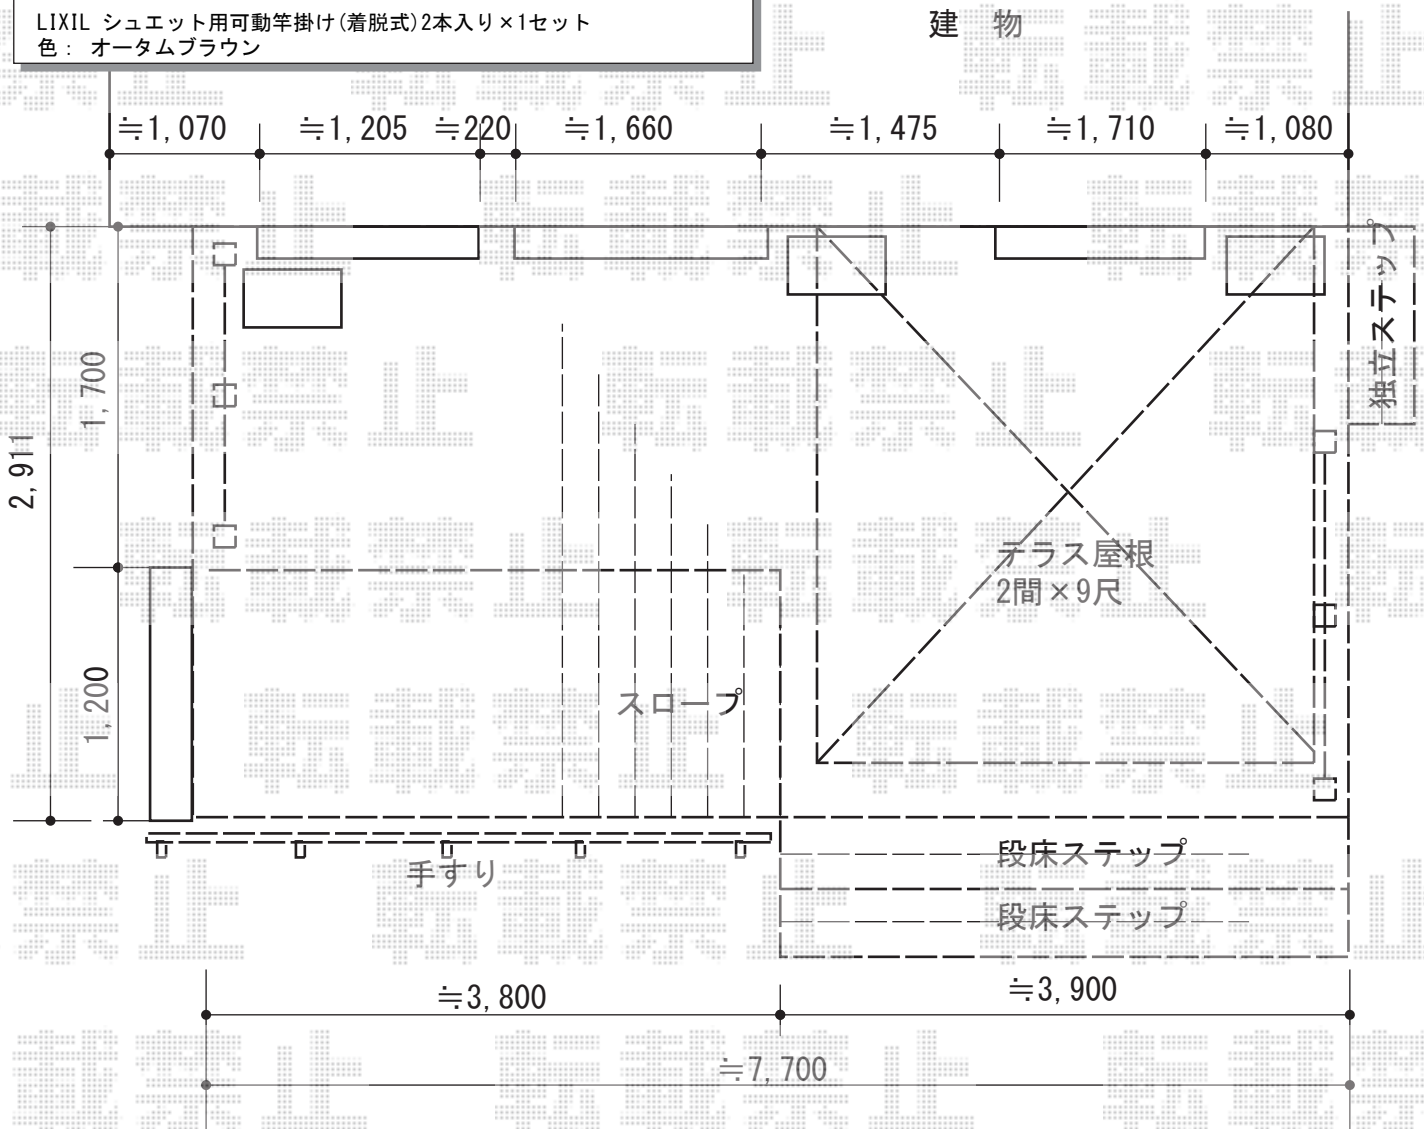 LIXIL シュエット用可動竿掛け(着脱式)2本入り×1セット
色： オータムブラウン
建 物
≒1,070 ≒1,205 ≒220 ≒1,660 ≒1,475 ≒1,710 ≒1,080
独立ステップ
1,700
2,911
テラス屋根
2間×9尺
1,200
スロープ
手すり
段床ステップ
段床ステップ
≒3,800 ≒3,900
≒7,700
転載禁止